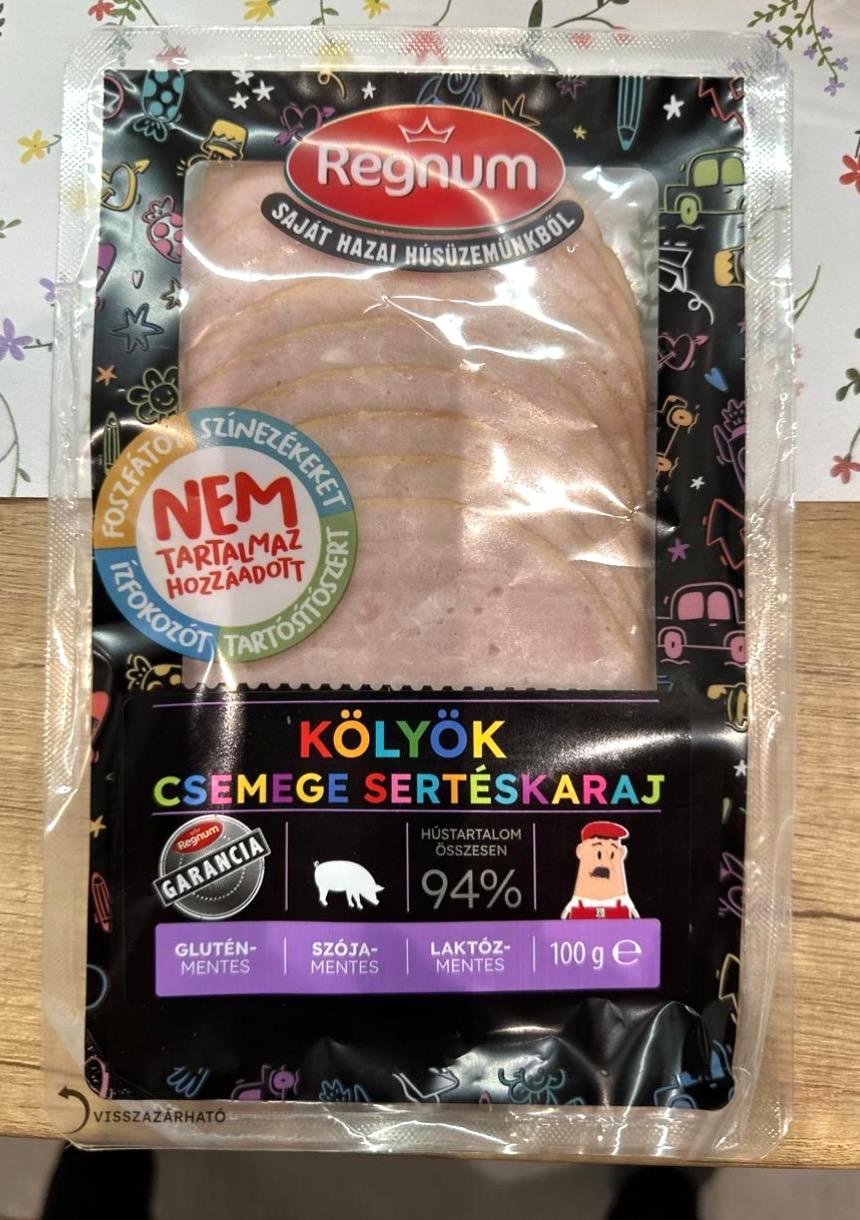 Regnum
SAJÁT HAZAI HÚSÜZEMÜNKBŐL
FOSZFÁTOT
SZÍNEZÉKEKET
ÍZFOKOZÓT
TARTÓSÍTÓSZERT
NEM
TARTALMAZ
HOZZÁADOTT
KÖLYÖK
CSEMEGE SERTÉSKARAJ
Regnum
GARANCIA
HÚSTARTALOM
ÖSSZESEN
94%
GLUTÉN-
MENTES
SZÓJA-
MENTES
LAKTÓZ-
MENTES
100 g ℮
VISSZAZÁRHATÓ